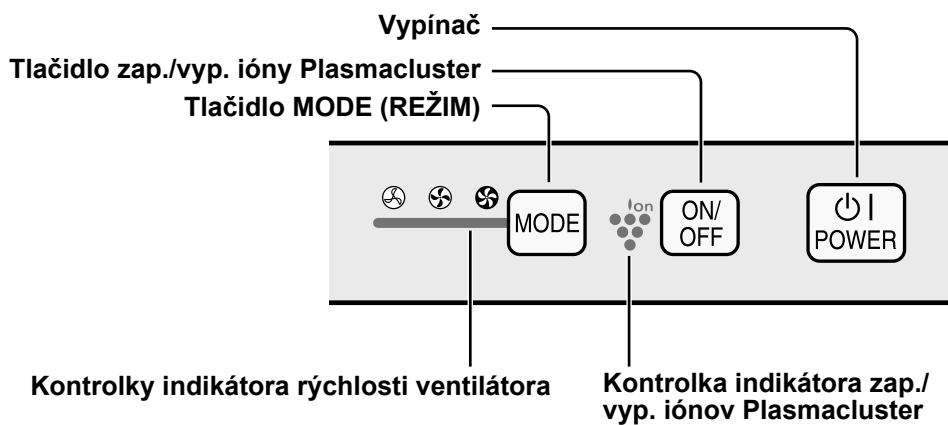 Vypínač
Tlačidlo zap./vyp. ióny Plasmacluster
Tlačidlo MODE (REŽIM)
MODE
ion
ON/
OFF
POWER
Kontrolky indikátora rýchlosti ventilátora
Kontrolka indikátora zap./
vyp. iónov Plasmacluster